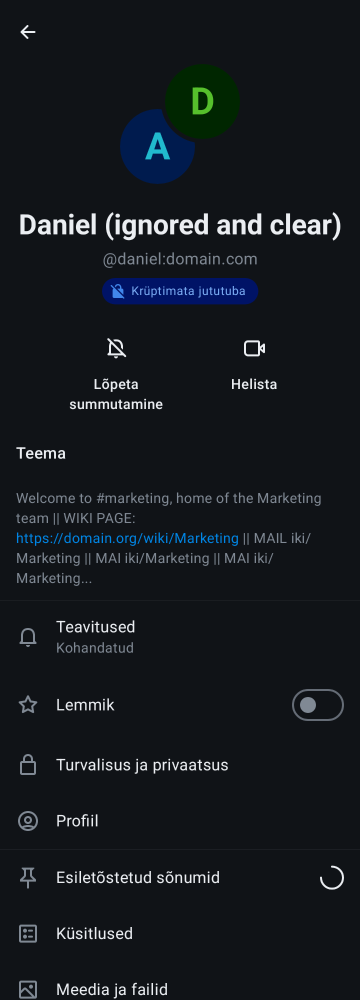 D
A
Daniel (ignored and clear)
@daniel:domain.com
Krüptimata jututuba
Lõpeta
summutamine
Helista
Teema
Welcome to #marketing, home of the Marketing
team || WIKI PAGE:
https://domain.org/wiki/Marketing || MAIL iki/
Marketing || MAI iki/Marketing || MAI iki/
Marketing...
Teavitused
Kohandatud
Lemmik
Turvalisus ja privaatsus
Profiil
Esiletõstetud sõnumid
Küsitlused
Meedia ja failid